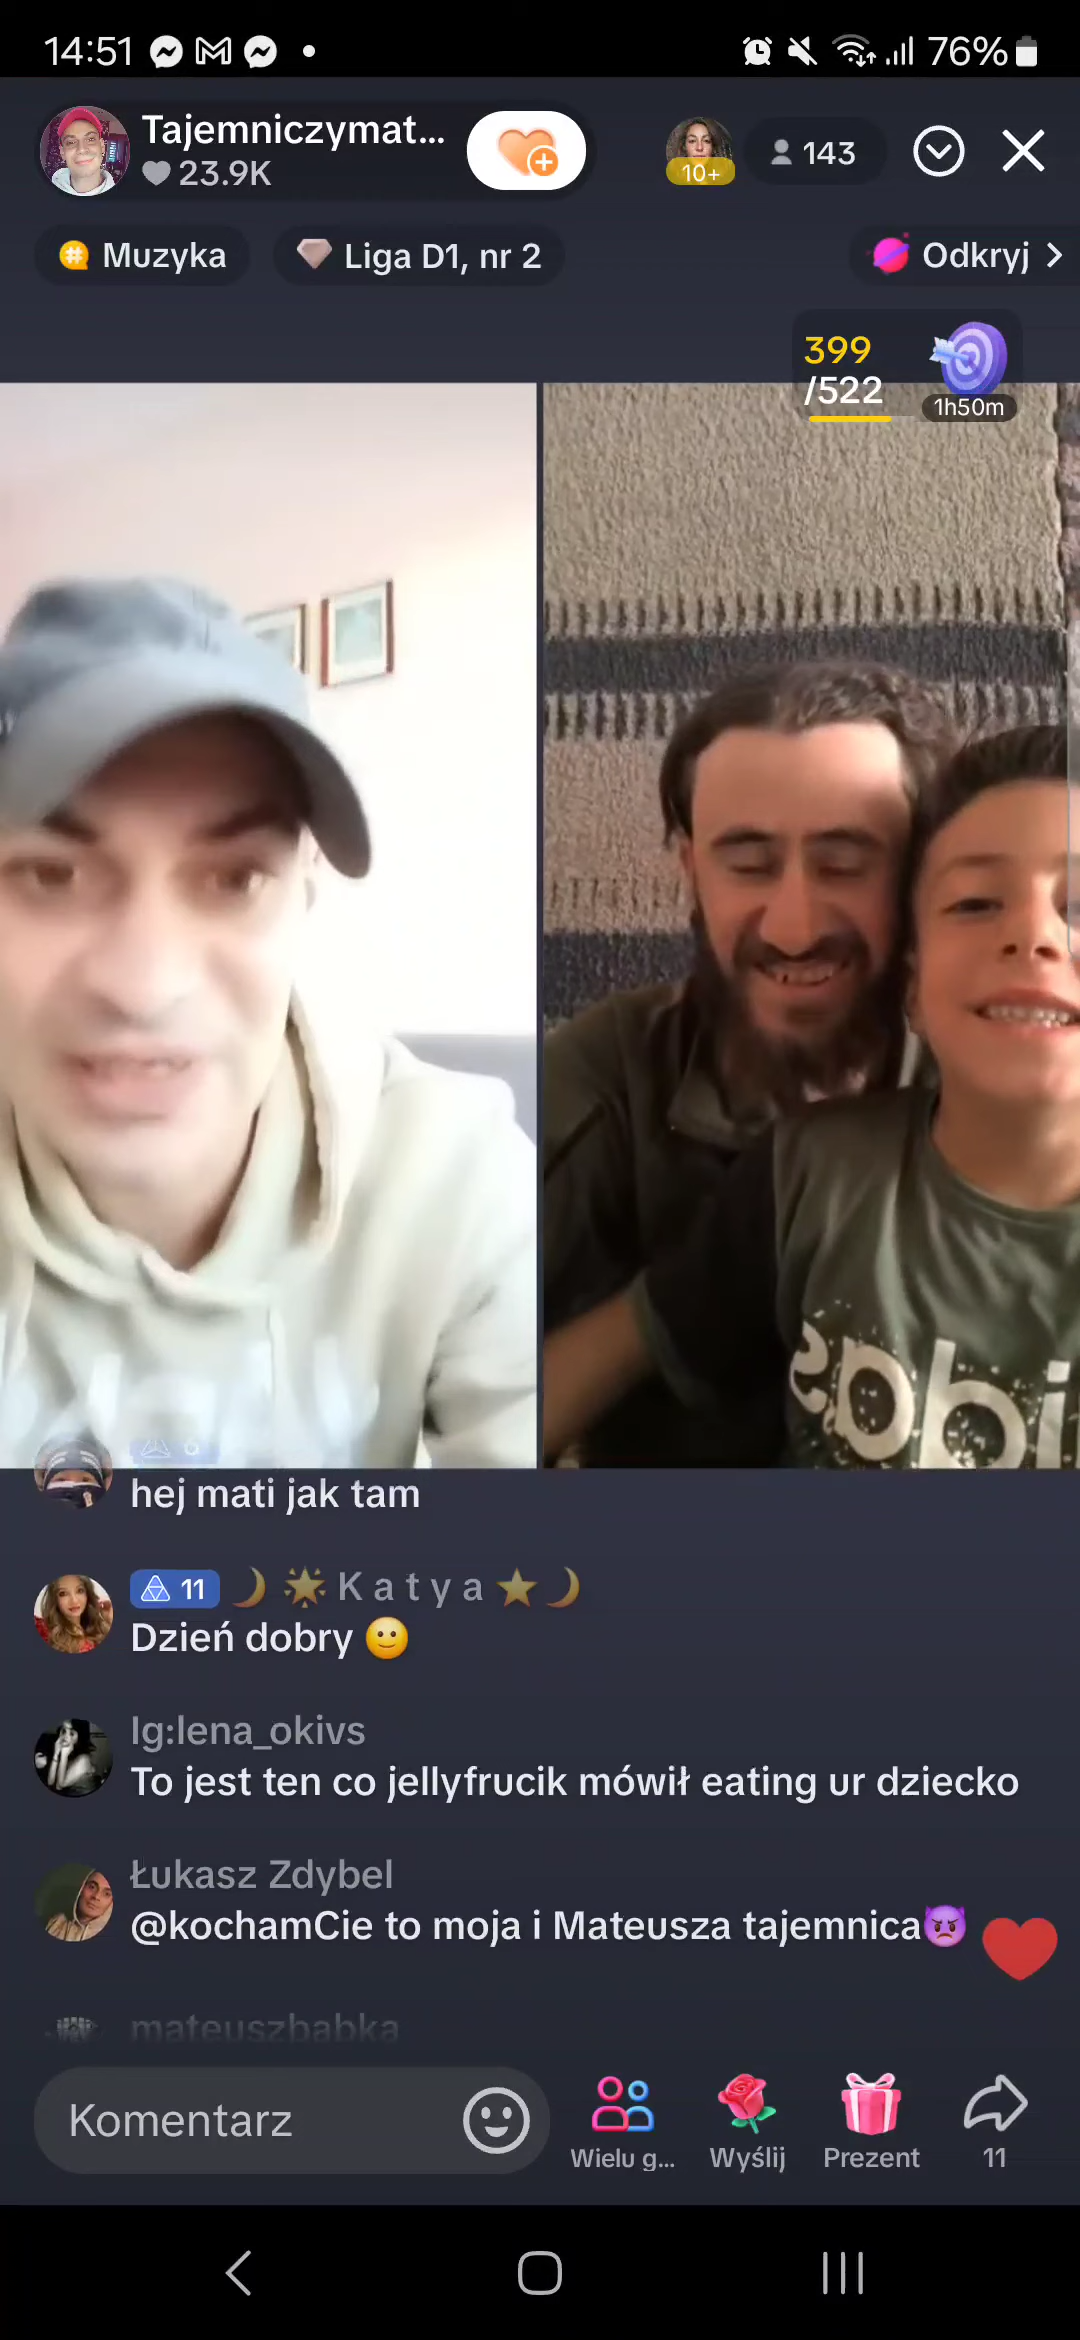 14:51
76%
Tajemniczymat...
23.9K
10+
143
Muzyka
Liga D1, nr 2
Odkryj
399
/522
1h50m
6
hej mati jak tam
11 K a t y a
Dzień dobry
Ig:lena_okivs
To jest ten co jellyfrucik mówił eating ur dziecko
Łukasz Zdybel
@kochamCie to moja i Mateusza tajemnica
mateuszbabka
Komentarz
Wielu g...
Wyślij
Prezent
11